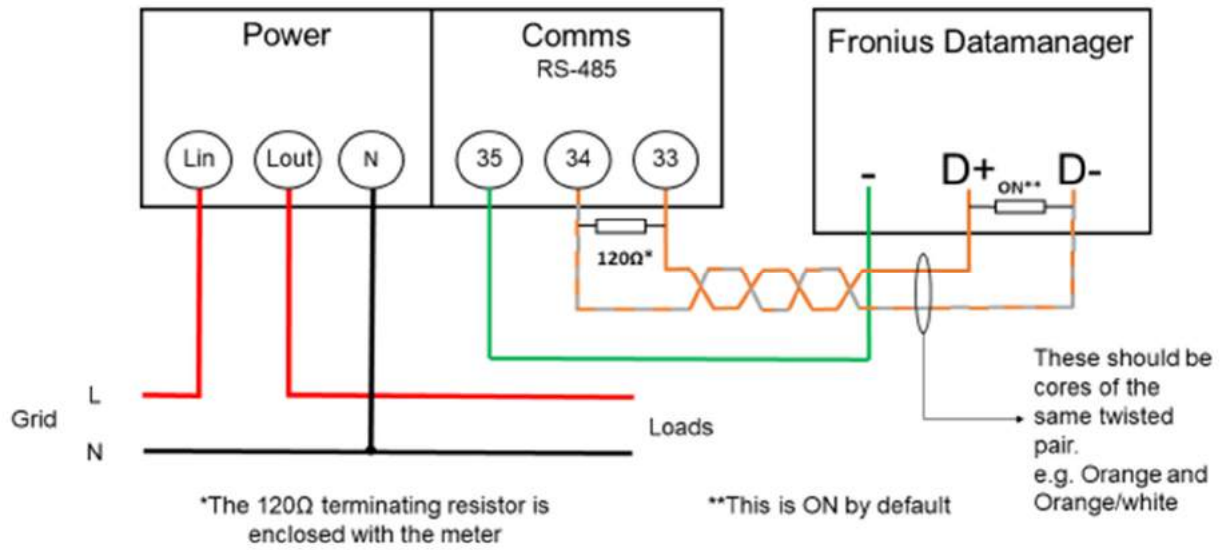 Power
Comms
RS-485
Fronius Datamanager
Lin
Lout
N
35
34
33
-
D+
D-
ON**
120Ω*
Grid
L
N
Loads
These should be
cores of the
same twisted
pair.
e.g. Orange and
Orange/white
*The 120Ω terminating resistor is
enclosed with the meter
**This is ON by default